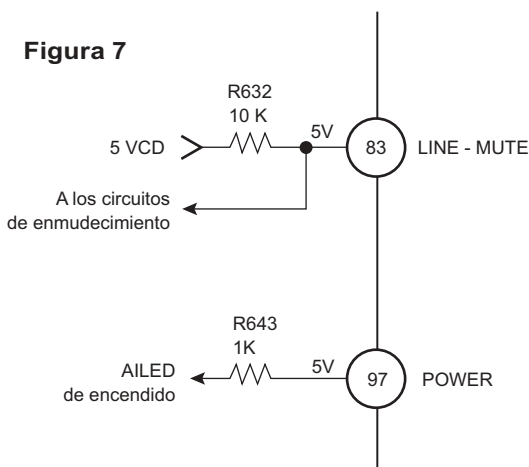 Figura 7
R632
10 K
5 VCD
5V
83
LINE - MUTE
A los circuitos
de enmudecimiento
R643
1K
5V
AILED
de encendido
97
POWER